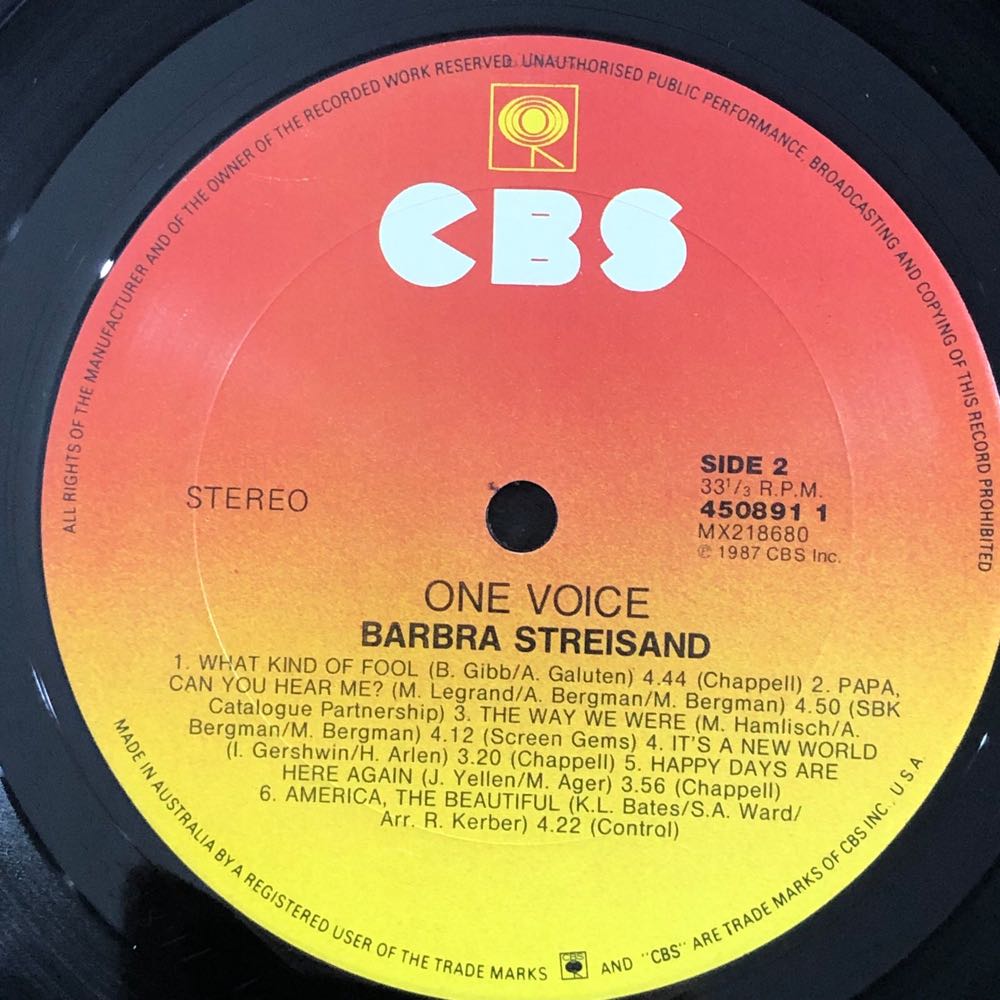 ALL RIGHTS OF THE MANUFACTURER AND OF THE OWNER OF THE RECORDED WORK RESERVED. UNAUTHORISED PUBLIC PERFORMANCE, BROADCASTING AND COPYING OF THIS RECORD PROHIBITED
CBS
STEREO
SIDE 2
33 1/3 R.P.M.
450891 1
MX218680
℗ 1987 CBS Inc.
ONE VOICE
BARBRA STREISAND
1. WHAT KIND OF FOOL (B. Gibb/A. Galuten) 4.44 (Chappell) 2. PAPA,
CAN YOU HEAR ME? (M. Legrand/A. Bergman/M. Bergman) 4.50 (SBK
Catalogue Partnership) 3. THE WAY WE WERE (M. Hamlisch/A.
Bergman/M. Bergman) 4.12 (Screen Gems) 4. IT'S A NEW WORLD
(I. Gershwin/H. Arlen) 3.20 (Chappell) 5. HAPPY DAYS ARE
HERE AGAIN (J. Yellen/M. Ager) 3.56 (Chappell)
6. AMERICA, THE BEAUTIFUL (K.L. Bates/S.A. Ward/
Arr. R. Kerber) 4.22 (Control)
MADE IN AUSTRALIA BY A REGISTERED USER OF THE TRADE MARKS CBS AND "CBS" ARE TRADE MARKS OF CBS INC., U.S.A.